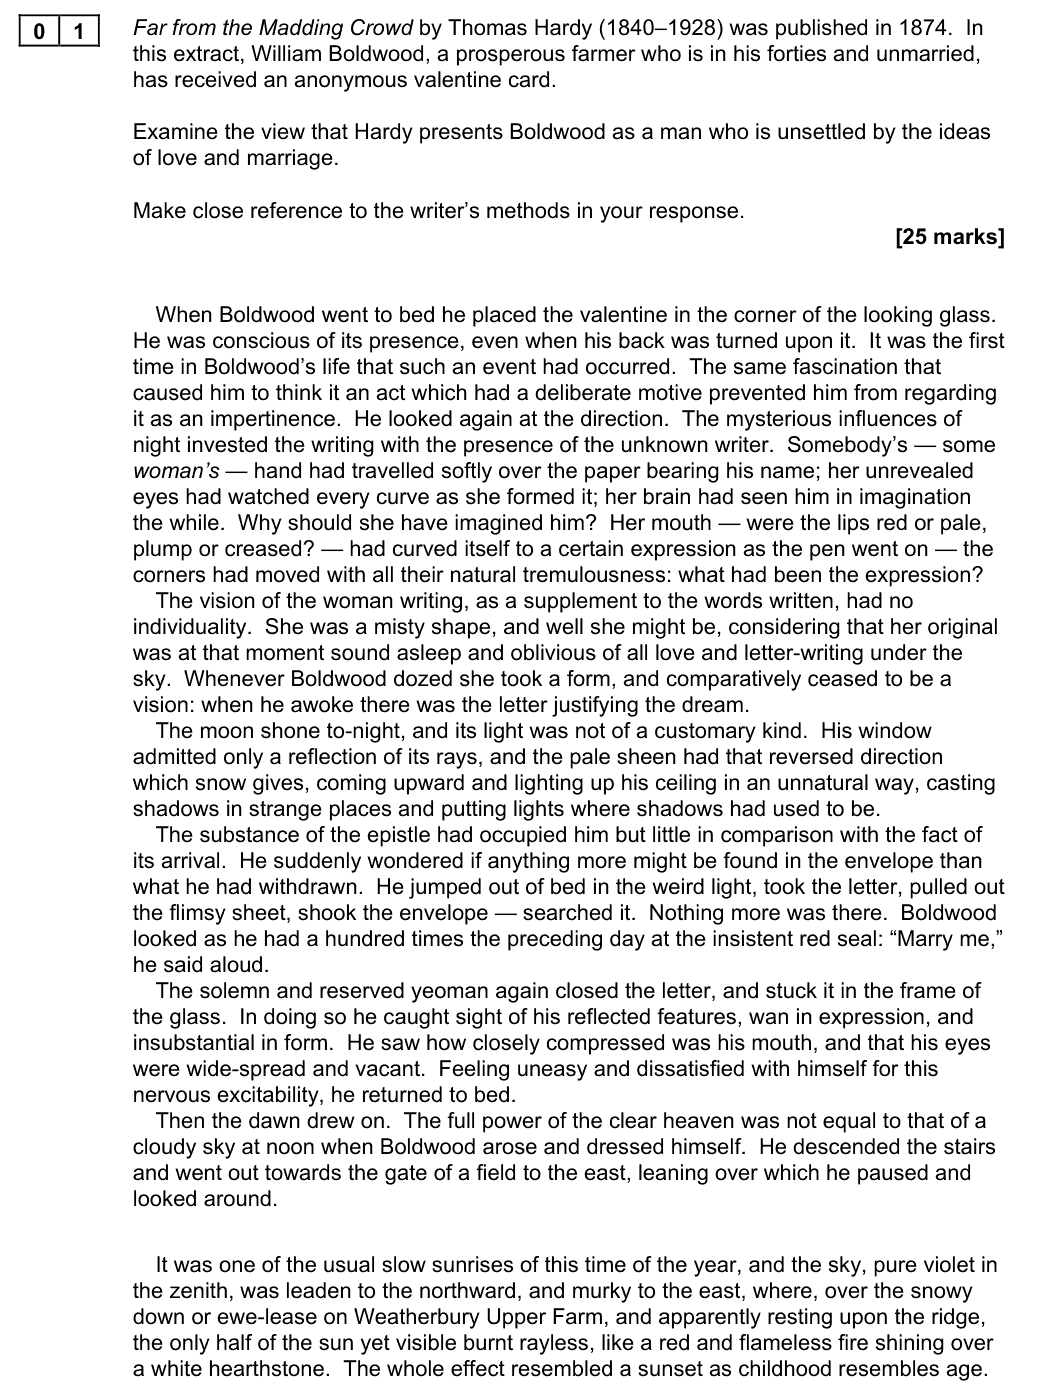 0 1
Far from the Madding Crowd by Thomas Hardy (1840–1928) was published in 1874. In
this extract, William Boldwood, a prosperous farmer who is in his forties and unmarried,
has received an anonymous valentine card.
Examine the view that Hardy presents Boldwood as a man who is unsettled by the ideas
of love and marriage.
Make close reference to the writer’s methods in your response.
[25 marks]
When Boldwood went to bed he placed the valentine in the corner of the looking glass.
He was conscious of its presence, even when his back was turned upon it. It was the first
time in Boldwood’s life that such an event had occurred. The same fascination that
caused him to think it an act which had a deliberate motive prevented him from regarding
it as an impertinence. He looked again at the direction. The mysterious influences of
night invested the writing with the presence of the unknown writer. Somebody’s — some
woman’s — hand had travelled softly over the paper bearing his name; her unrevealed
eyes had watched every curve as she formed it; her brain had seen him in imagination
the while. Why should she have imagined him? Her mouth — were the lips red or pale,
plump or creased? — had curved itself to a certain expression as the pen went on — the
corners had moved with all their natural tremulousness: what had been the expression?
The vision of the woman writing, as a supplement to the words written, had no
individuality. She was a misty shape, and well she might be, considering that her original
was at that moment sound asleep and oblivious of all love and letter-writing under the
sky. Whenever Boldwood dozed she took a form, and comparatively ceased to be a
vision: when he awoke there was the letter justifying the dream.
The moon shone to-night, and its light was not of a customary kind. His window
admitted only a reflection of its rays, and the pale sheen had that reversed direction
which snow gives, coming upward and lighting up his ceiling in an unnatural way, casting
shadows in strange places and putting lights where shadows had used to be.
The substance of the epistle had occupied him but little in comparison with the fact of
its arrival. He suddenly wondered if anything more might be found in the envelope than
what he had withdrawn. He jumped out of bed in the weird light, took the letter, pulled out
the flimsy sheet, shook the envelope — searched it. Nothing more was there. Boldwood
looked as he had a hundred times the preceding day at the insistent red seal: “Marry me,”
he said aloud.
The solemn and reserved yeoman again closed the letter, and stuck it in the frame of
the glass. In doing so he caught sight of his reflected features, wan in expression, and
insubstantial in form. He saw how closely compressed was his mouth, and that his eyes
were wide-spread and vacant. Feeling uneasy and dissatisfied with himself for this
nervous excitability, he returned to bed.
Then the dawn drew on. The full power of the clear heaven was not equal to that of a
cloudy sky at noon when Boldwood arose and dressed himself. He descended the stairs
and went out towards the gate of a field to the east, leaning over which he paused and
looked around.
It was one of the usual slow sunrises of this time of the year, and the sky, pure violet in
the zenith, was leaden to the northward, and murky to the east, where, over the snowy
down or ewe-lease on Weatherbury Upper Farm, and apparently resting upon the ridge,
the only half of the sun yet visible burnt rayless, like a red and flameless fire shining over
a white hearthstone. The whole effect resembled a sunset as childhood resembles age.